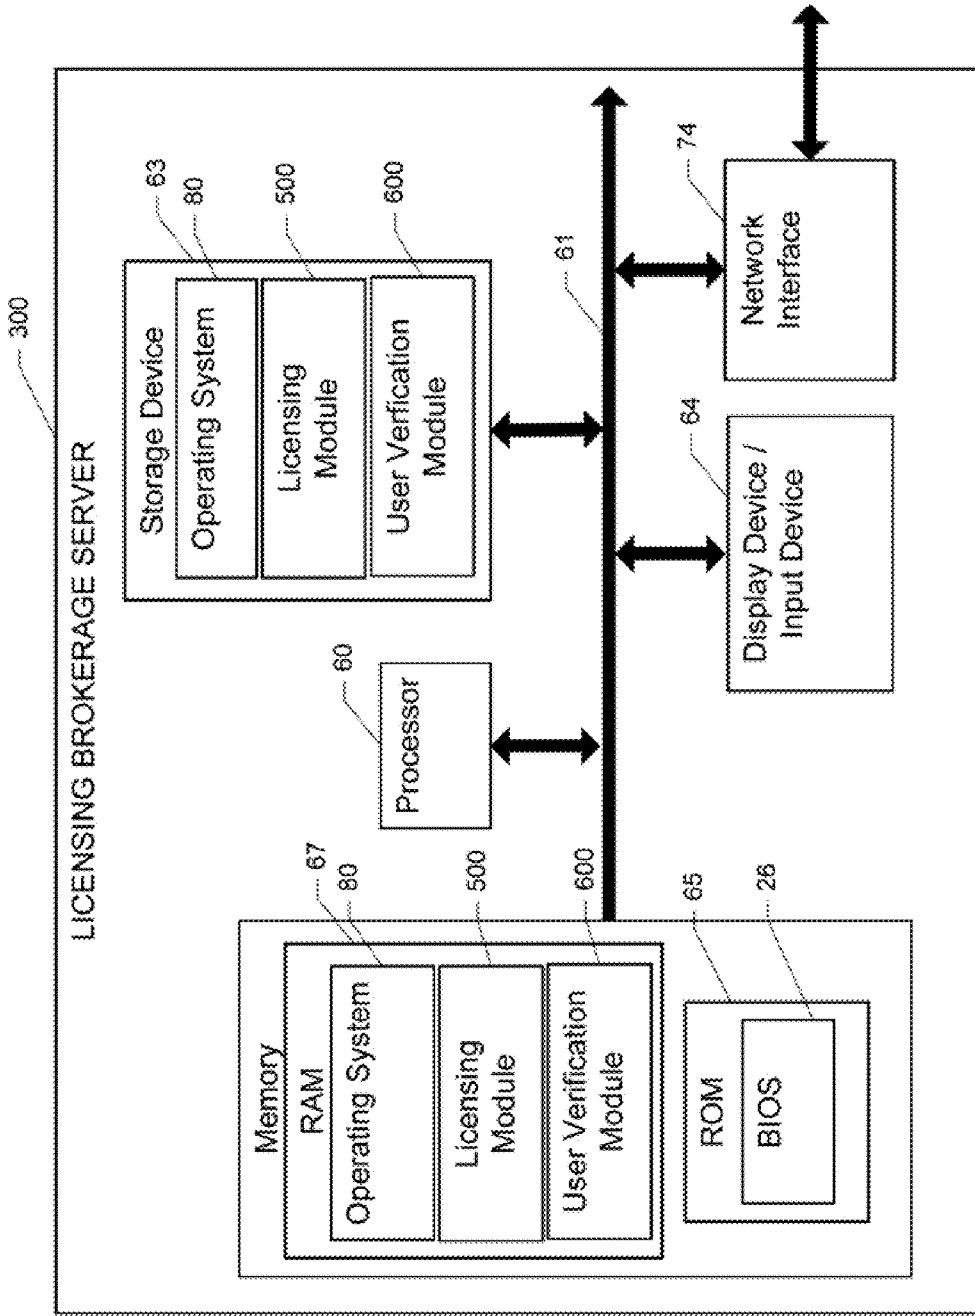 LICENSING BROKERAGE SERVER
300
Memory
RAM
67
Operating System
80
Licensing
Module
500
User Verification
Module
600
ROM
65
BIOS
26
Processor
60
Storage Device
63
Operating System
80
Licensing
Module
500
User Verfication
Module
600
61
Display Device /
Input Device
64
Network
Interface
74